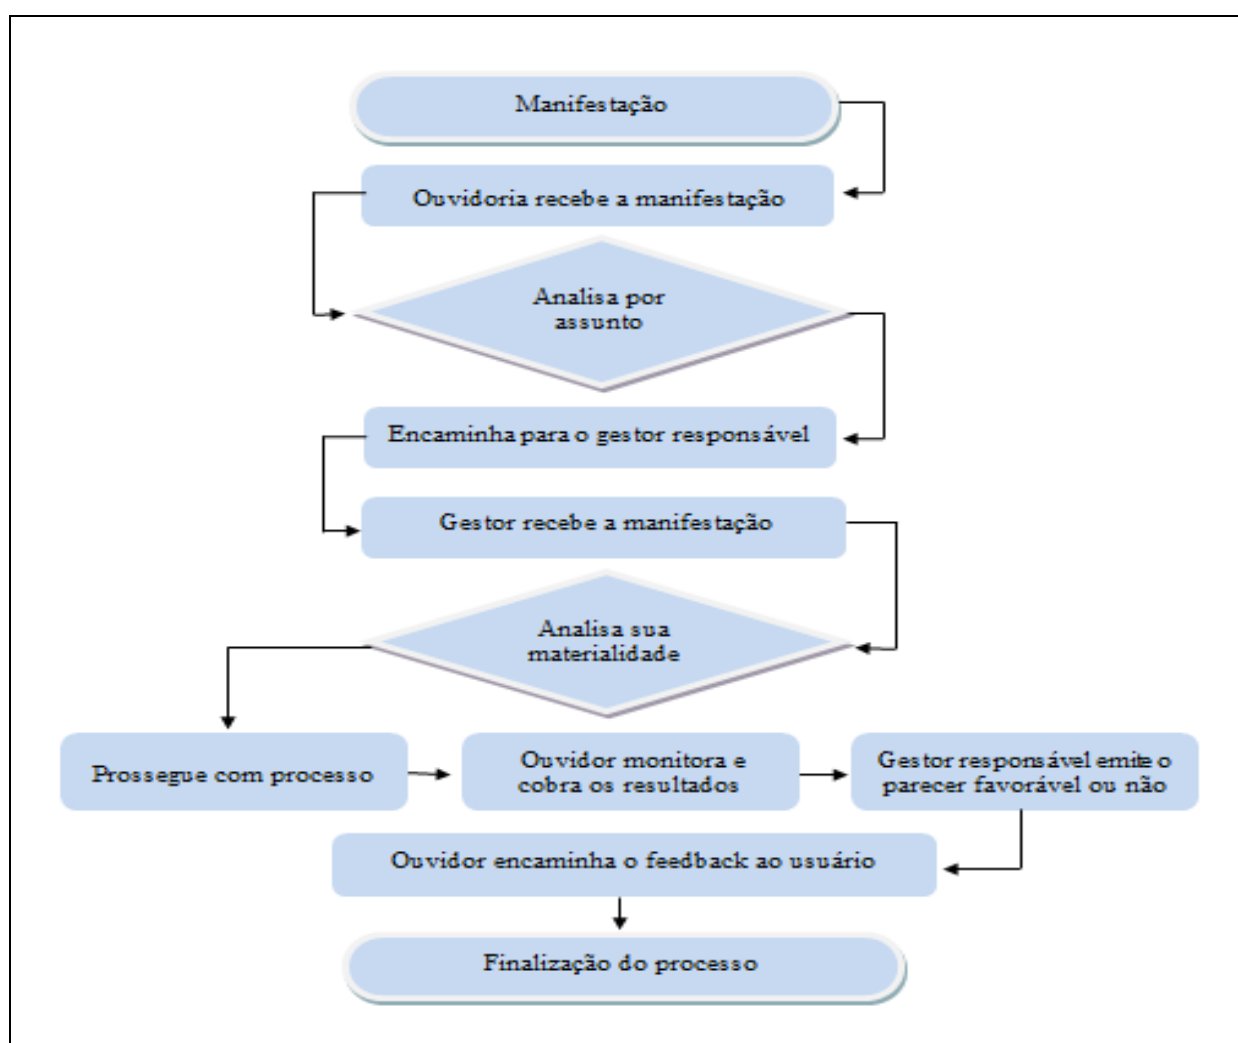 Manifestação
Ouvidoria recebe a manifestação
Analisa por
assunto
Encaminha para o gestor responsável
Gestor recebe a manifestação
Analisa sua
materialidade
Prossegue com processo
Ouvidor monitora e
cobra os resultados
Gestor responsável emite o
parecer favorável ou não
Ouvidor encaminha o feedback ao usuário
Finalização do processo